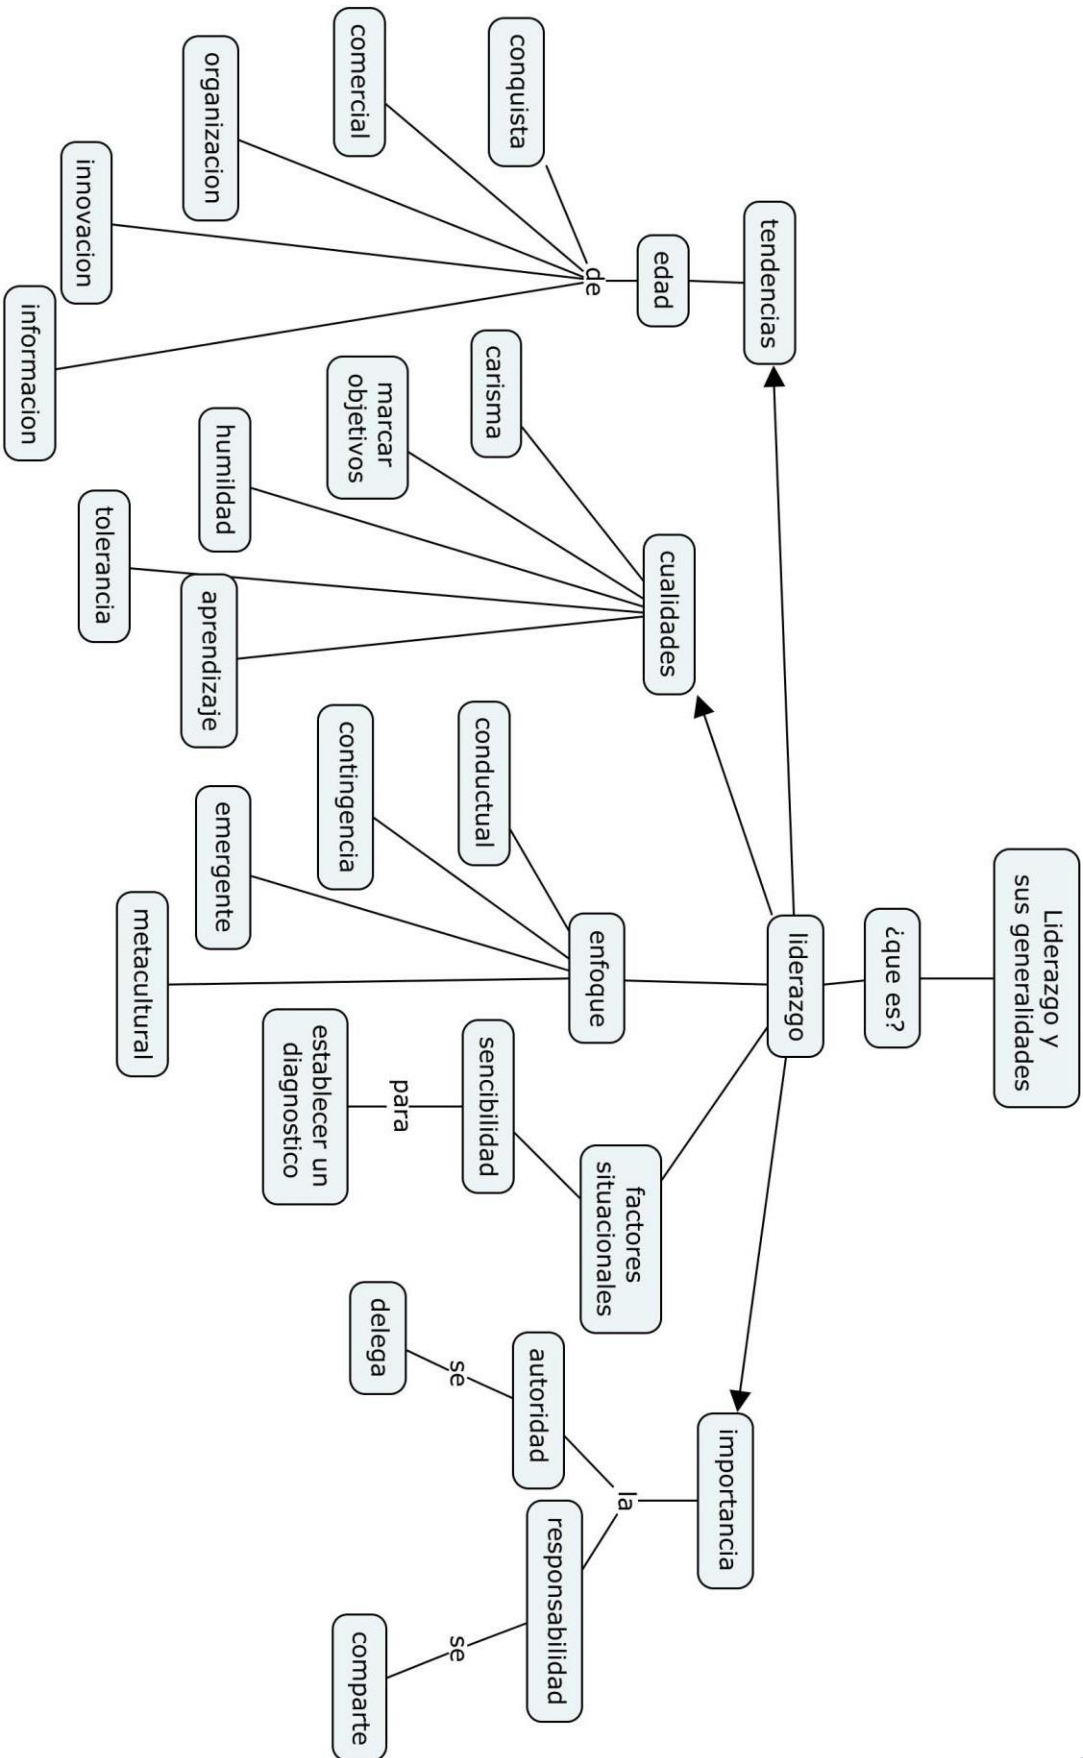 Liderazgo y
sus generalidades
¿que es?
liderazgo
tendencias
edad
de
conquista
comercial
organizacion
innovacion
informacion
cualidades
carisma
marcar
objetivos
humildad
tolerancia
aprendizaje
enfoque
conductual
contingencia
emergente
metacultural
factores
situacionales
sencibilidad
para
establecer un
diagnostico
importancia
la
autoridad
se
delega
responsabilidad
se
comparte